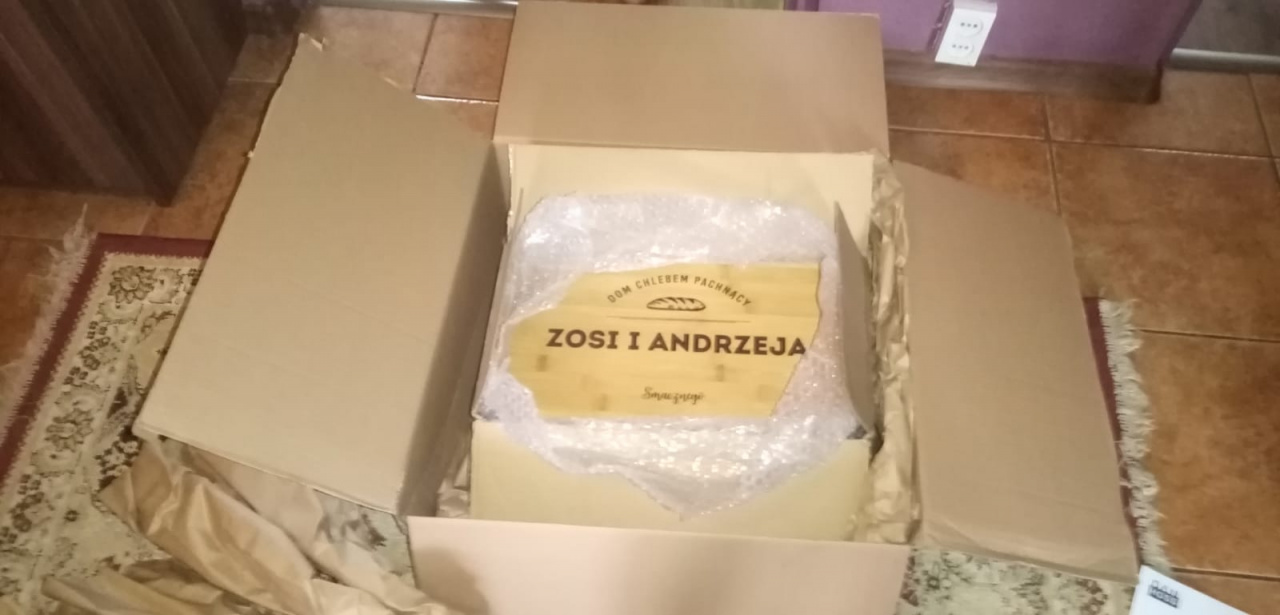 DOM CHLEBEM PACHNĄCY
ZOSI I ANDRZEJA
Smacznego